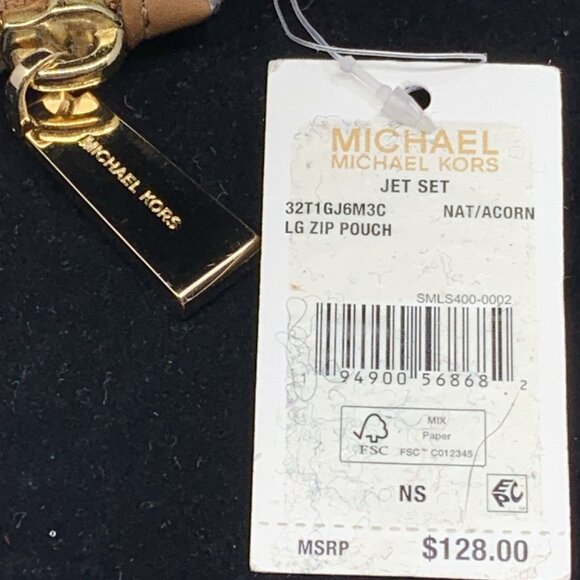 MICHAEL KORS
MICHAEL
MICHAEL KORS
JET SET
32T1GJ6M3C NAT/ACORN
LG ZIP POUCH
SMLS400-0002
1 94900 56868 2
FSC
MIX
Paper
FSC® C012345
NS EPC
MSRP $128.00